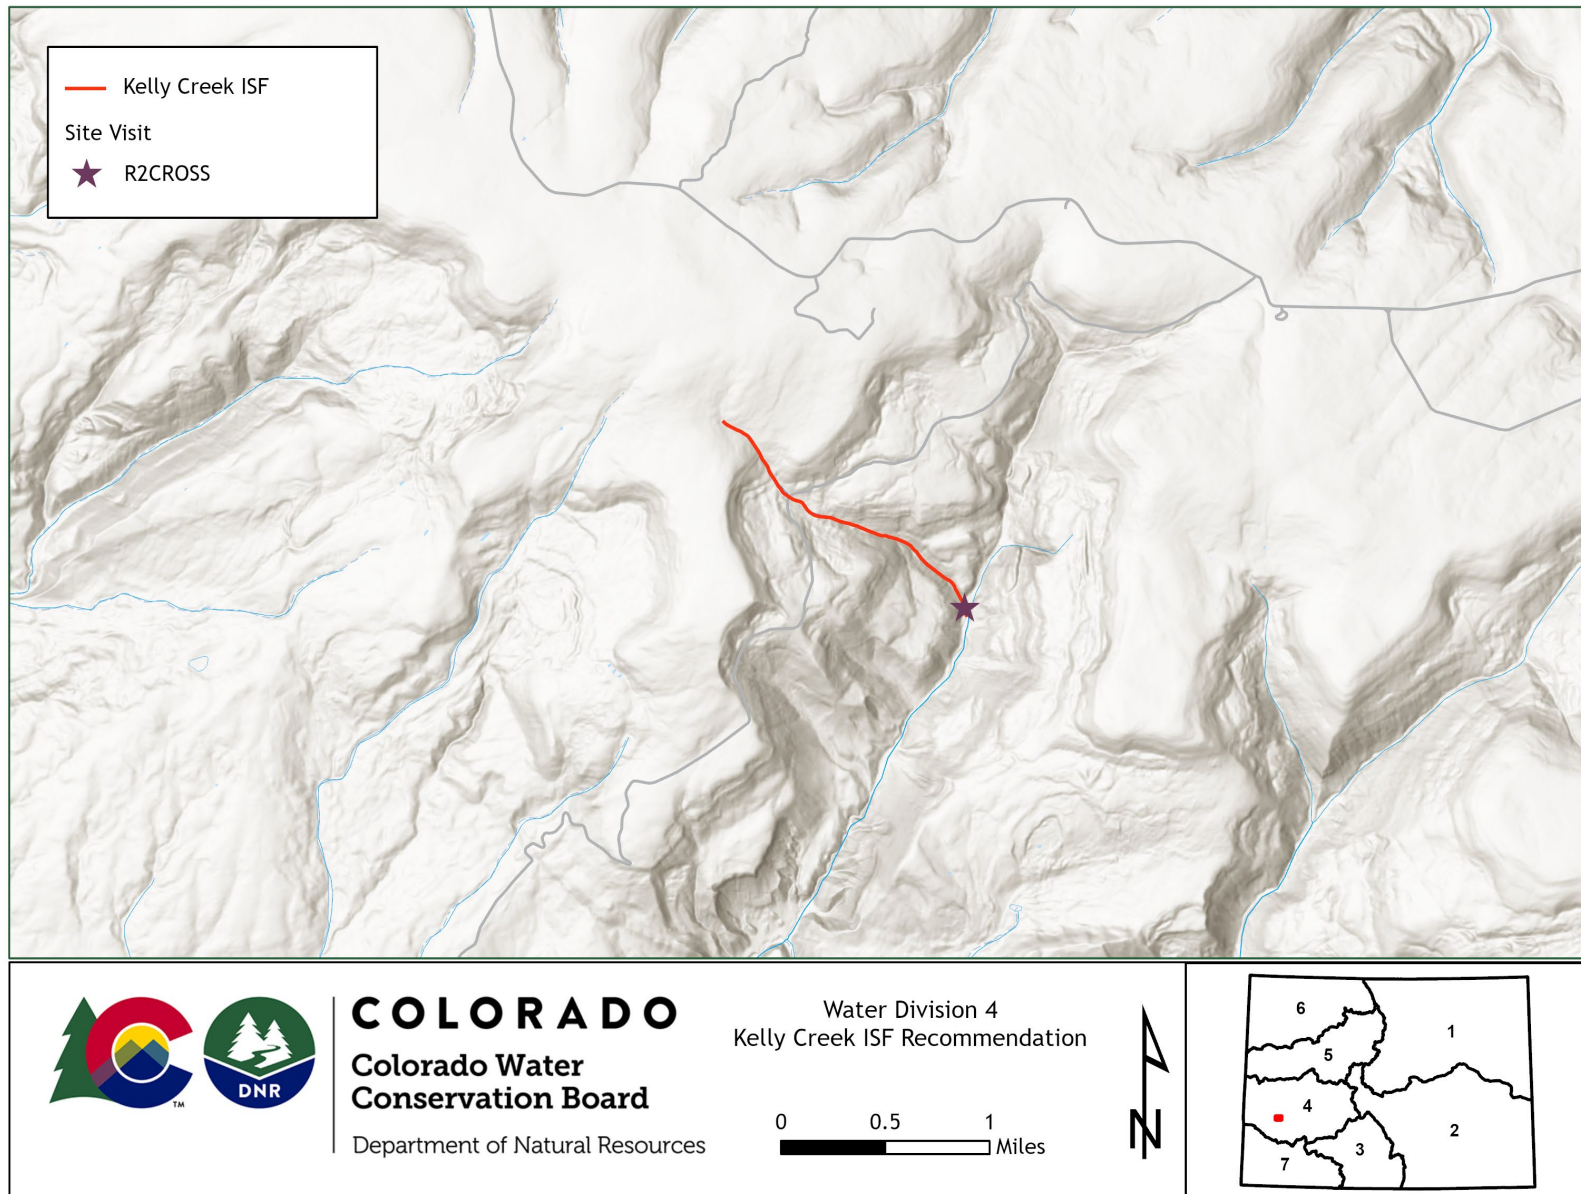 Kelly Creek ISF
Site Visit
R2CROSS
DNR
TM
COLORADO
Colorado Water
Conservation Board
Department of Natural Resources
Water Division 4
Kelly Creek ISF Recommendation
0 0.5 1
Miles
N
6
1
5
4
2
3
7